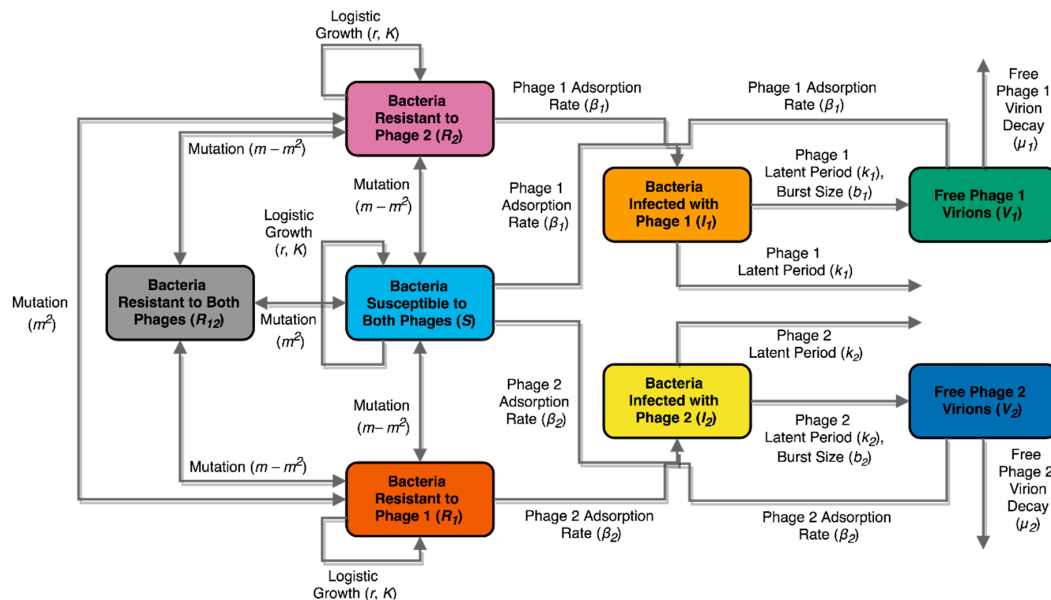 Logistic
Growth (r, K)
Bacteria
Resistant to
Phage 2 (R2)
Phage 1 Adsorption
Rate (β1)
Phage 1 Adsorption
Rate (β1)
Free
Phage 1
Virion
Decay
(μ1)
Mutation (m – m²)
Mutation
(m – m²)
Phage 1
Adsorption
Rate (β1)
Bacteria
Infected with
Phage 1 (I1)
Phage 1
Latent Period (k1),
Burst Size (b1)
Free Phage 1
Virions (V1)
Logistic
Growth
(r, K)
Phage 1
Latent Period (k1)
Mutation
(m²)
Bacteria
Resistant to Both
Phages (R12)
Mutation
(m²)
Bacteria
Susceptible to
Both Phages (S)
Phage 2
Latent Period (k2)
Phage 2
Adsorption
Rate (β2)
Bacteria
Infected with
Phage 2 (I2)
Free Phage 2
Virions (V2)
Mutation
(m– m²)
Phage 2
Latent Period (k2),
Burst Size (b2)
Mutation (m – m²)
Bacteria
Resistant to
Phage 1 (R1)
Phage 2 Adsorption
Rate (β2)
Phage 2 Adsorption
Rate (β2)
Free
Phage 2
Virion
Decay
(μ2)
Logistic
Growth (r, K)